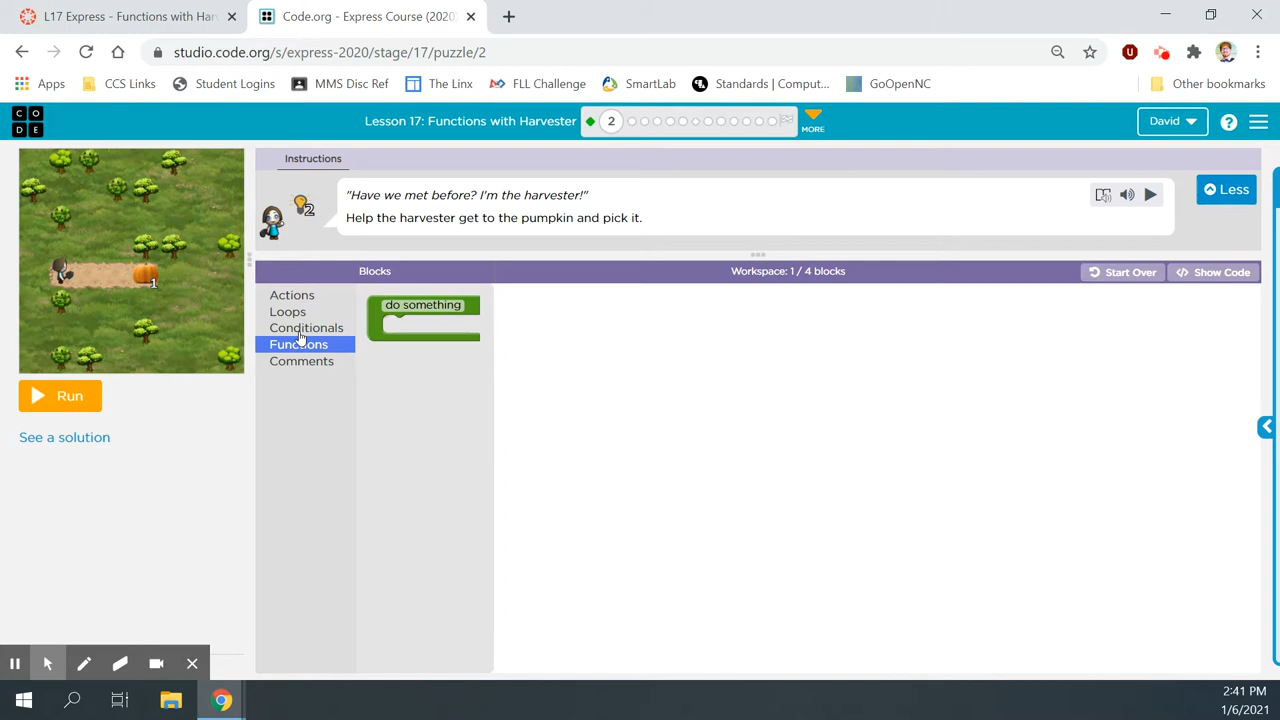 L17 Express - Functions with Har
Code.org - Express Course (2020
studio.code.org/s/express-2020/stage/17/puzzle/2
Apps
CCS Links
Student Logins
MMS Disc Ref
The Linx
FLL Challenge
SmartLab
Standards | Comput...
GoOpenNC
Other bookmarks
C O
D E
Lesson 17: Functions with Harvester
2
MORE
David
?
Instructions
2
"Have we met before? I'm the harvester!"
Help the harvester get to the pumpkin and pick it.
Less
Blocks
Workspace: 1 / 4 blocks
Start Over
</> Show Code
Actions
Loops
Conditionals
Functions
Comments
do something
1
Run
See a solution
2:41 PM
1/6/2021